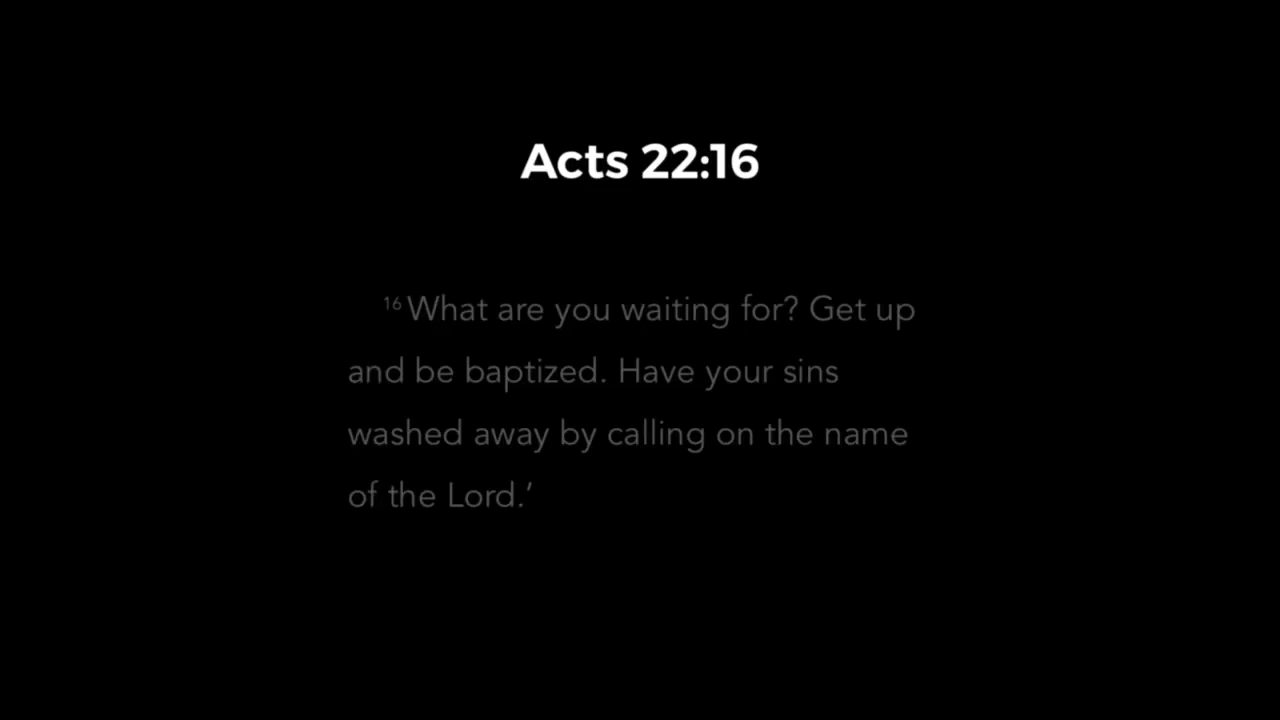 Acts 22:16
16 What are you waiting for? Get up
and be baptized. Have your sins
washed away by calling on the name
of the Lord.’